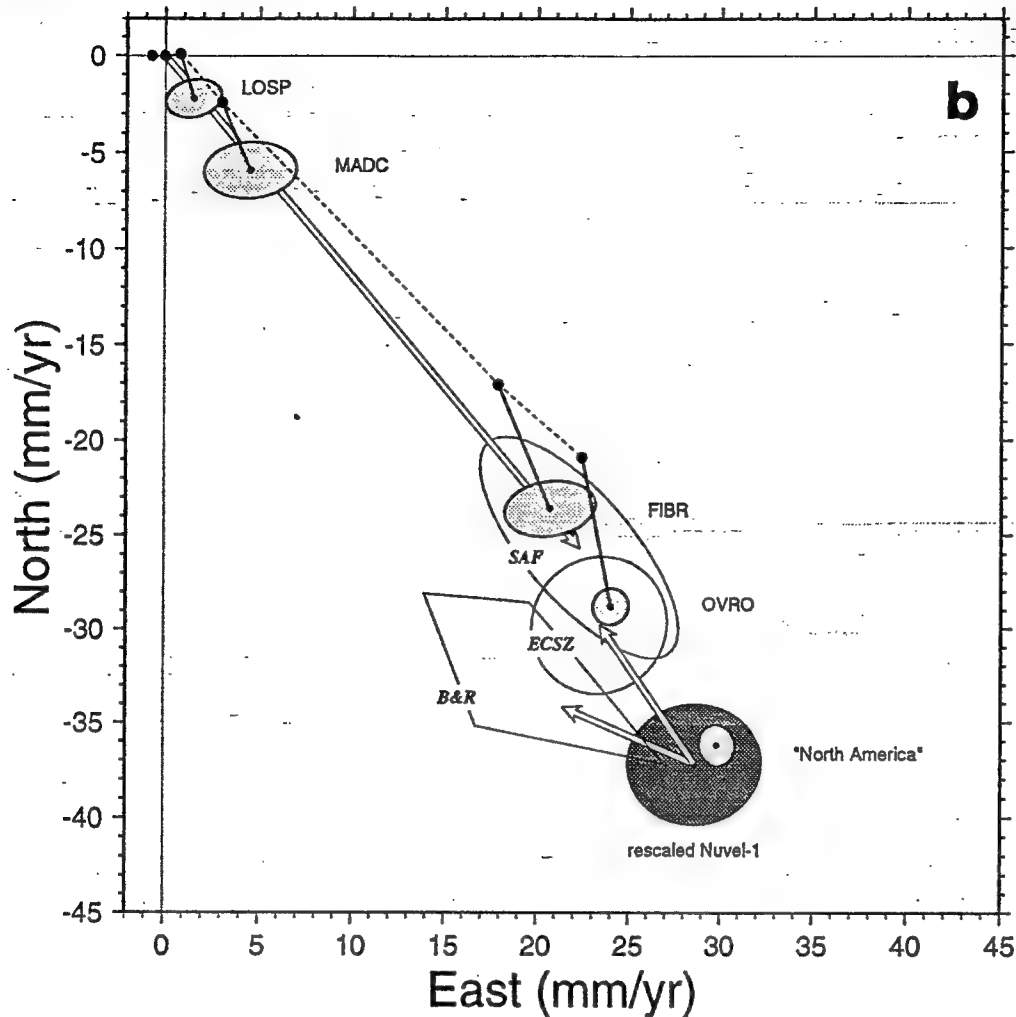 b
0
-5
-10
-15
-20
-25
-30
-35
-40
-45
North (mm/yr)
LOSP
MADC
FIBR
SAF
OVRO
ECSZ
B&R
"North America"
rescaled Nuvel-1
0 5 10 15 20 25 30 35 40 45
East (mm/yr)